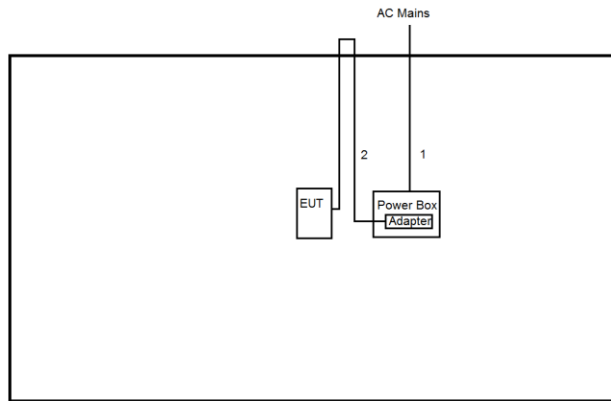 AC Mains
2
1
EUT
Power Box
Adapter